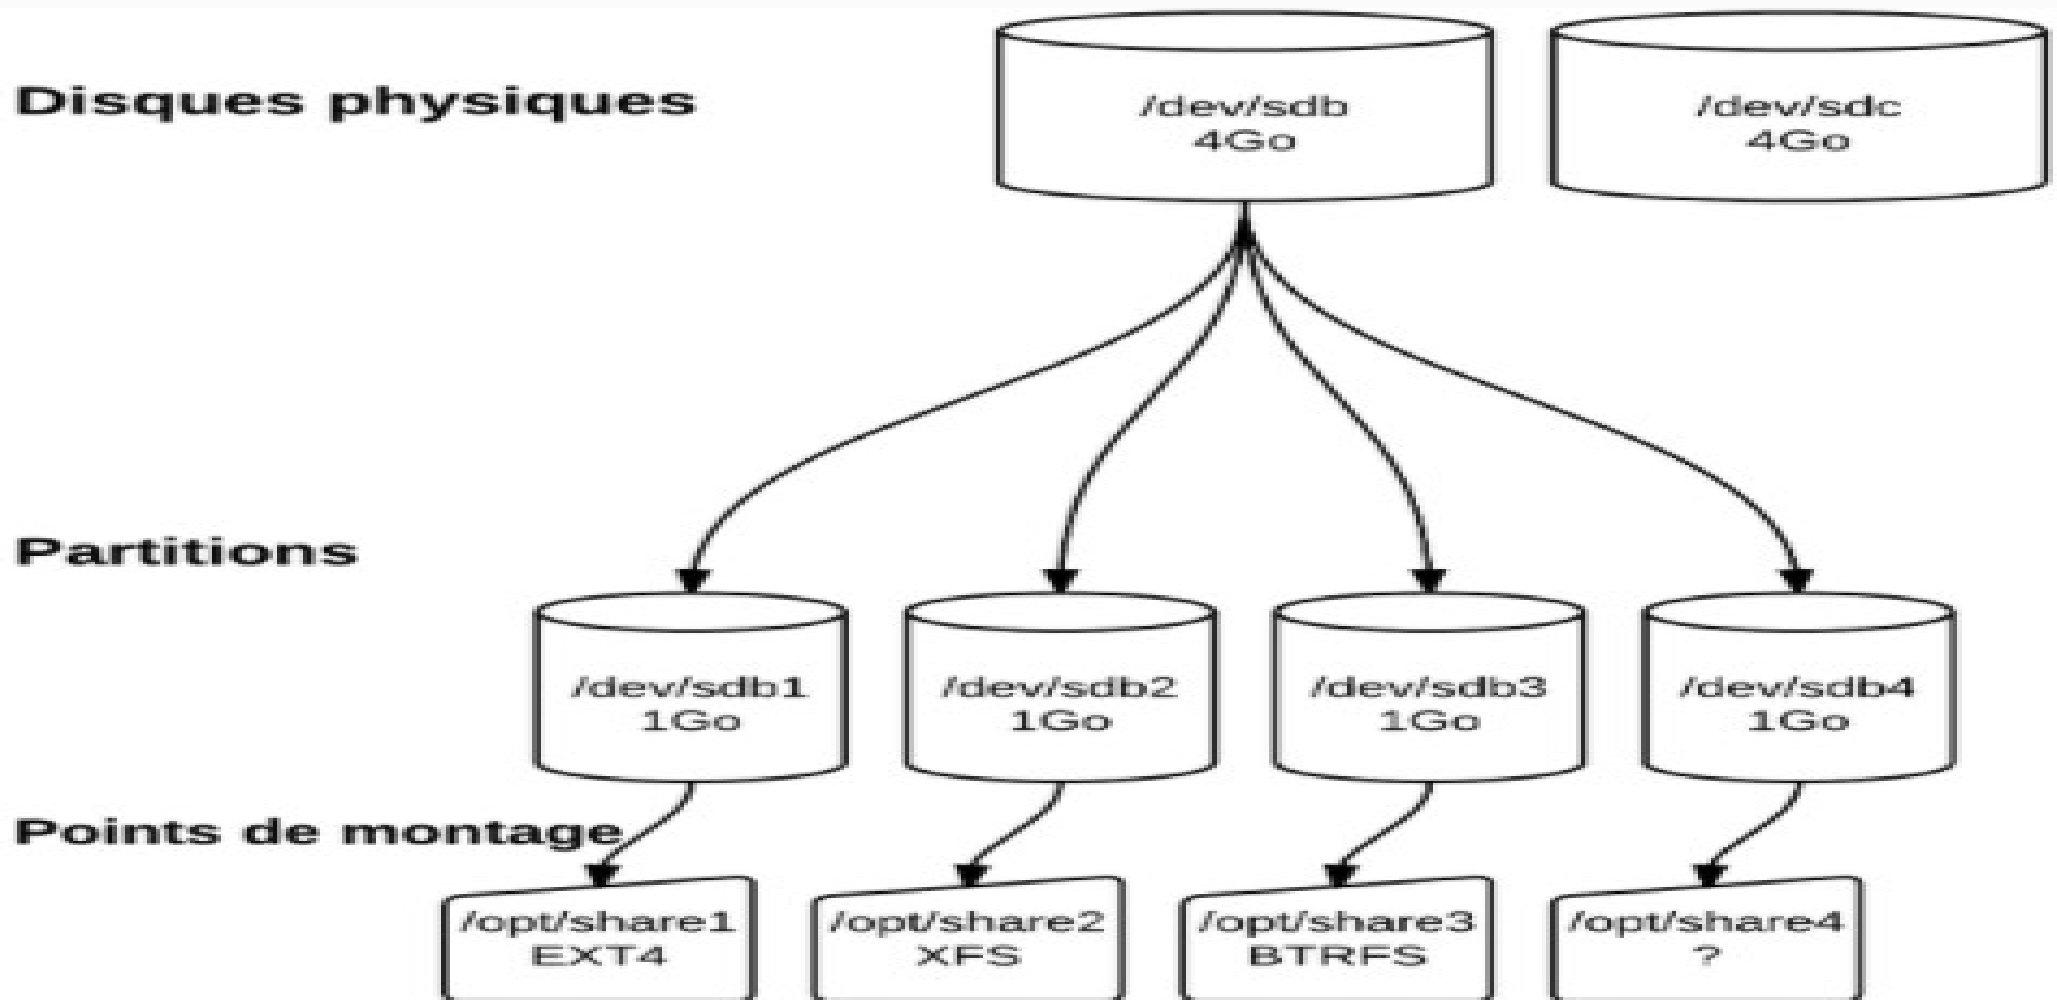 Disques physiques
/dev/sdb
4Go
/dev/sdc
4Go
Partitions
/dev/sdb1
1Go
/dev/sdb2
1Go
/dev/sdb3
1Go
/dev/sdb4
1Go
Points de montage
/opt/share1
EXT4
/opt/share2
XFS
/opt/share3
BTRFS
/opt/share4
?